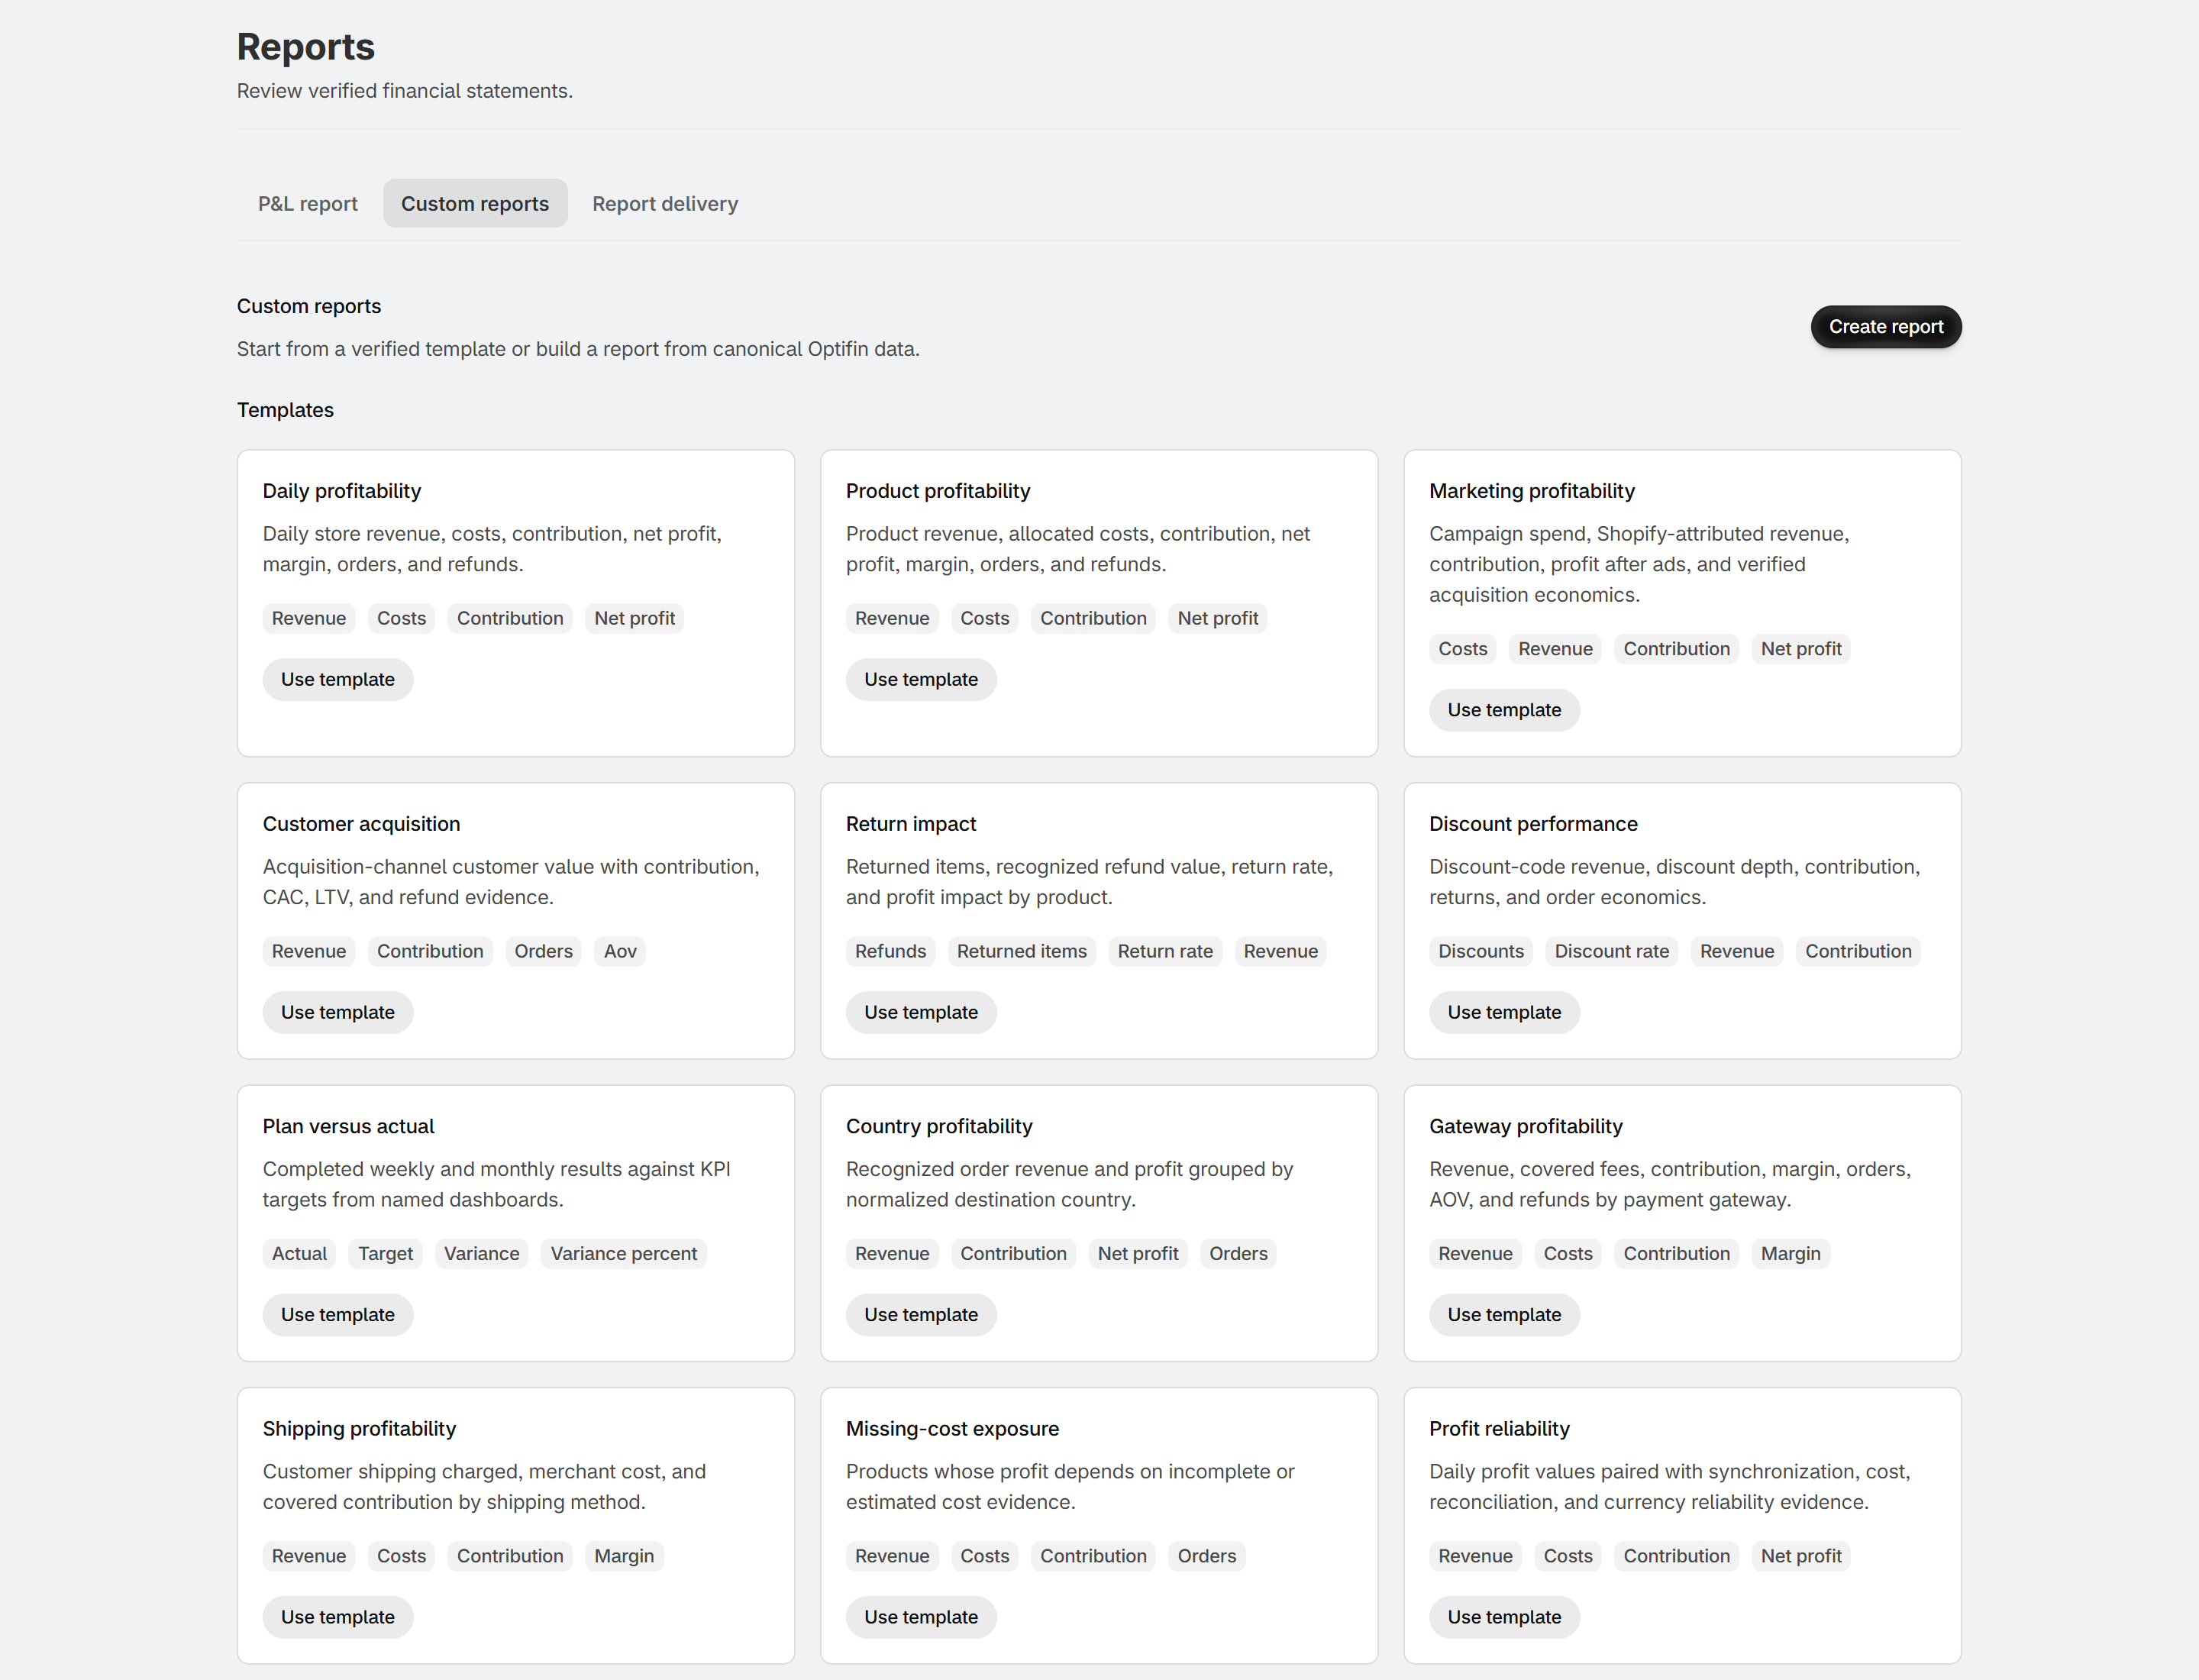 Reports
Review verified financial statements.
P&L report
Custom reports
Report delivery
Custom reports
Start from a verified template or build a report from canonical Optifin data.
Create report
Templates
Daily profitability
Daily store revenue, costs, contribution, net profit,
margin, orders, and refunds.
Revenue Costs Contribution Net profit
Use template
Product profitability
Product revenue, allocated costs, contribution, net
profit, margin, orders, and refunds.
Revenue Costs Contribution Net profit
Use template
Marketing profitability
Campaign spend, Shopify-attributed revenue,
contribution, profit after ads, and verified
acquisition economics.
Costs Revenue Contribution Net profit
Use template
Customer acquisition
Acquisition-channel customer value with contribution,
CAC, LTV, and refund evidence.
Revenue Contribution Orders Aov
Use template
Return impact
Returned items, recognized refund value, return rate,
and profit impact by product.
Refunds Returned items Return rate Revenue
Use template
Discount performance
Discount-code revenue, discount depth, contribution,
returns, and order economics.
Discounts Discount rate Revenue Contribution
Use template
Plan versus actual
Completed weekly and monthly results against KPI
targets from named dashboards.
Actual Target Variance Variance percent
Use template
Country profitability
Recognized order revenue and profit grouped by
normalized destination country.
Revenue Contribution Net profit Orders
Use template
Gateway profitability
Revenue, covered fees, contribution, margin, orders,
AOV, and refunds by payment gateway.
Revenue Costs Contribution Margin
Use template
Shipping profitability
Customer shipping charged, merchant cost, and
covered contribution by shipping method.
Revenue Costs Contribution Margin
Use template
Missing-cost exposure
Products whose profit depends on incomplete or
estimated cost evidence.
Revenue Costs Contribution Orders
Use template
Profit reliability
Daily profit values paired with synchronization, cost,
reconciliation, and currency reliability evidence.
Revenue Costs Contribution Net profit
Use template